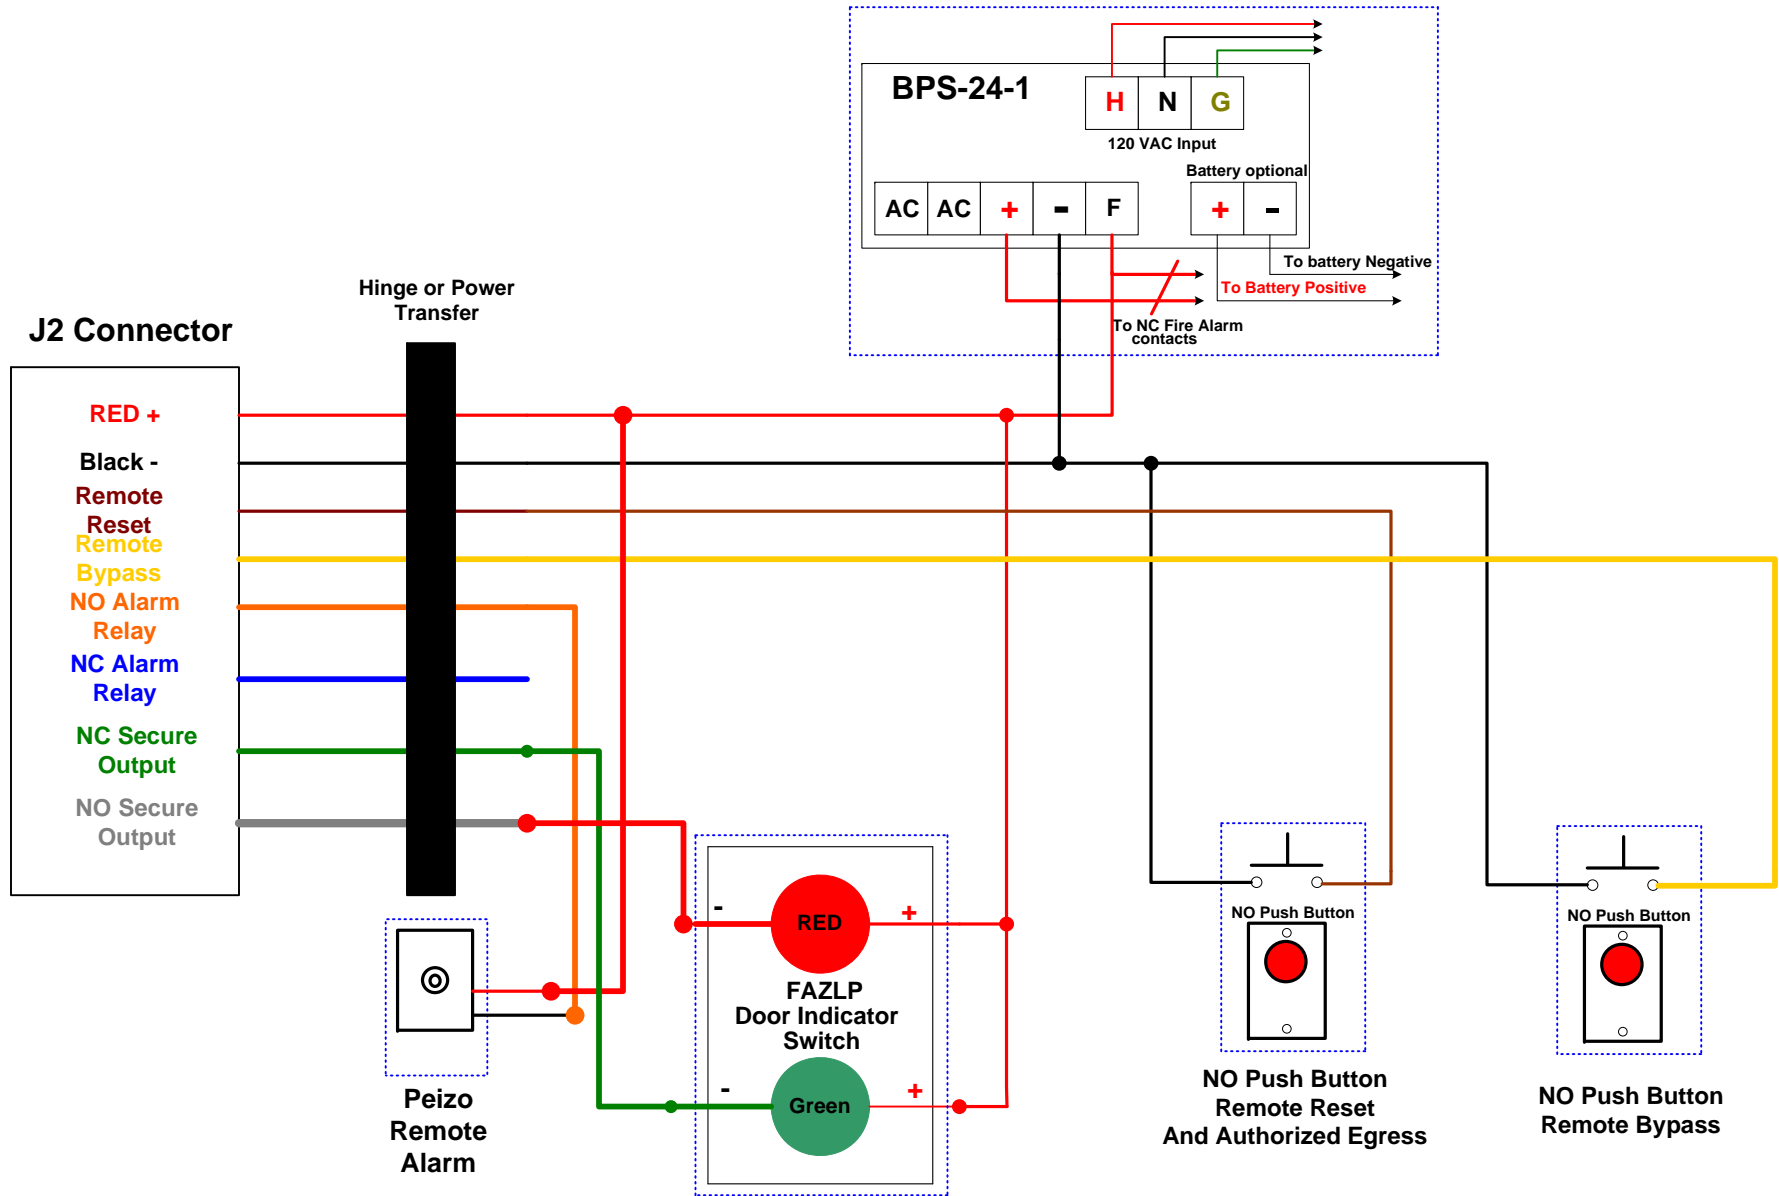 BPS-24-1
H N G
120 VAC Input
Battery optional
AC AC + - F
+ -
To battery Negative
To Battery Positive
To NC Fire Alarm
contacts
Hinge or Power
Transfer
J2 Connector
RED +
Black -
Remote
Reset
Remote
Bypass
NO Alarm
Relay
NC Alarm
Relay
NC Secure
Output
NO Secure
Output
Peizo
Remote
Alarm
- RED +
FAZLP
Door Indicator
Switch
- Green +
NO Push Button
NO Push Button
Remote Reset
And Authorized Egress
NO Push Button
NO Push Button
Remote Bypass